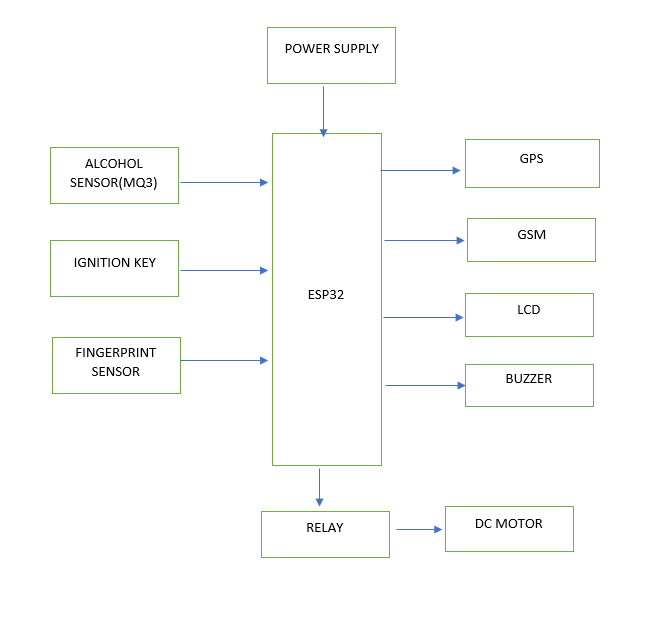 POWER SUPPLY
ALCOHOL
SENSOR(MQ3)
IGNITION KEY
FINGERPRINT
SENSOR
ESP32
GPS
GSM
LCD
BUZZER
RELAY
DC MOTOR